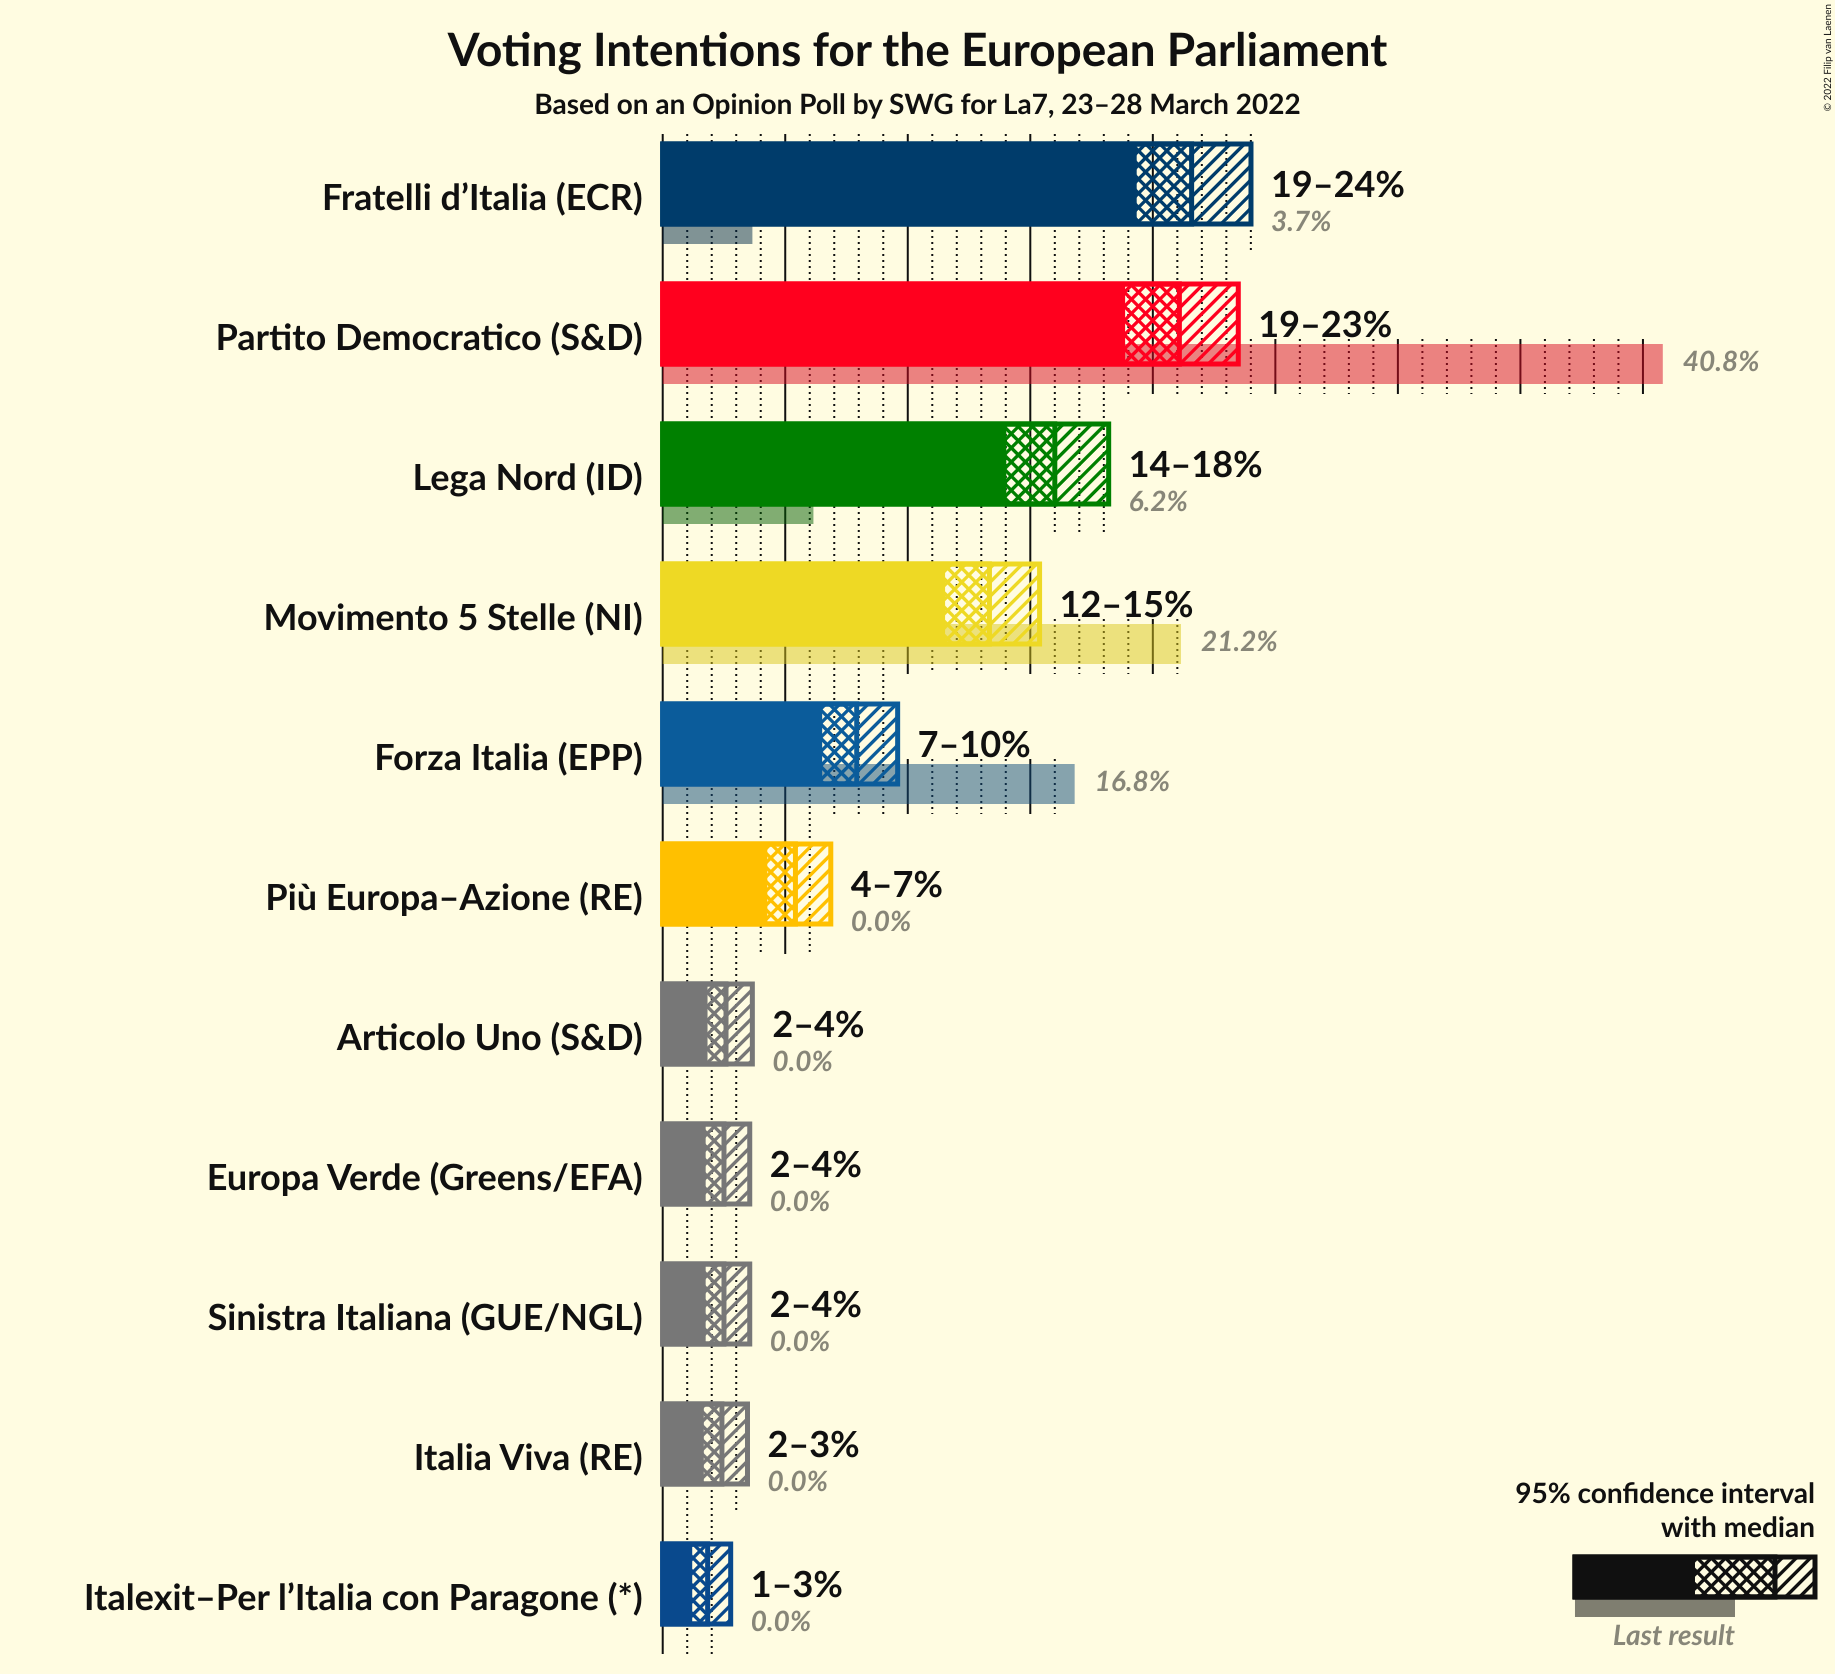 © 2022 Filip van Laenen
Voting Intentions for the European Parliament
Based on an Opinion Poll by SWG for La7, 23–28 March 2022
Fratelli d’Italia (ECR)
19–24%
3.7%
Partito Democratico (S&D)
19–23%
40.8%
Lega Nord (ID)
14–18%
6.2%
Movimento 5 Stelle (NI)
12–15%
21.2%
Forza Italia (EPP)
7–10%
16.8%
Più Europa–Azione (RE)
4–7%
0.0%
Articolo Uno (S&D)
2–4%
0.0%
Europa Verde (Greens/EFA)
2–4%
0.0%
Sinistra Italiana (GUE/NGL)
2–4%
0.0%
Italia Viva (RE)
2–3%
0.0%
Italexit–Per l’Italia con Paragone (*)
1–3%
0.0%
95% confidence interval
with median
Last result